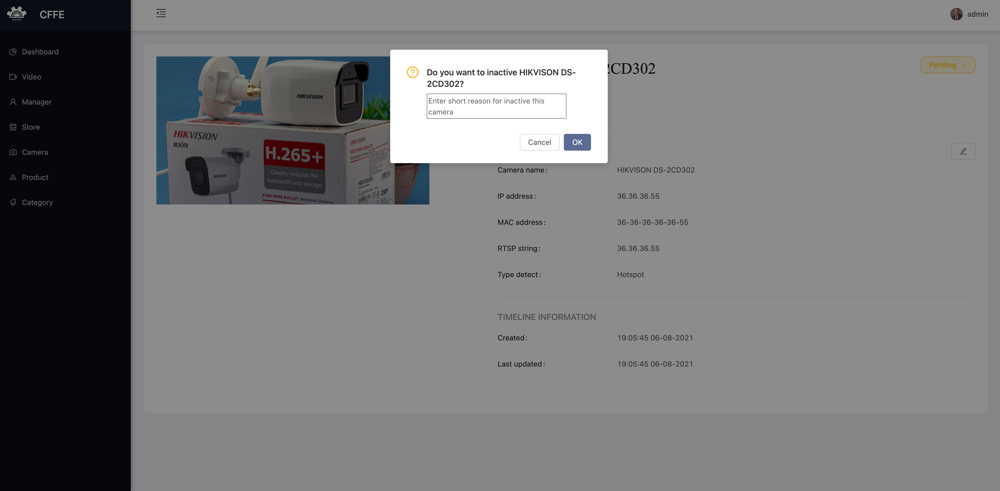 CFFE
CFFE
admin
Dashboard
Video
Manager
Store
Camera
Product
Category
HIKVISION
HIKVISION
EXIR
H.265+
Greatly reduces the
bandwidth and storage
EXIR MINI BULLET Wireless Camera
HIKVISION
HIKVISION
EXIR MINI BULLET
HIKVISION
2MP
2CD302
Pending
Do you want to inactive HIKVISON DS-
2CD302?
Enter short reason for inactive this
camera
Cancel
OK
Camera name: HIKVISON DS-2CD302
IP address: 36.36.36.55
MAC address: 36-36-36-36-36-55
RTSP string: 36.36.36.55
Type detect: Hotspot
TIMELINE INFORMATION
Created: 19:05:45 06-08-2021
Last updated: 19:05:45 06-08-2021